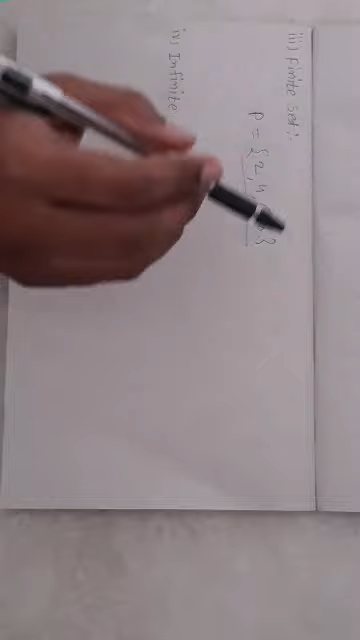 iii) Finite set:-
P = {2, 4,
iv) Infinite